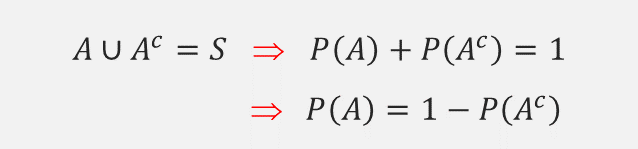 A ∪ Aᶜ = S ⇒ P(A) + P(Aᶜ) = 1
⇒ P(A) = 1 − P(Aᶜ)